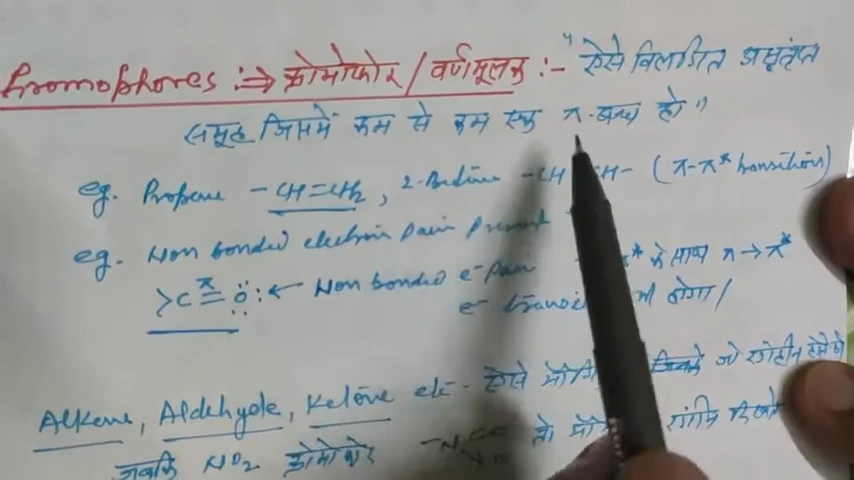 hromophores :⇒ क्रोमोफोर / वर्णमूलक :- " ऐसे विलगित असंतृप्त
समूह जिसमें कम से कम एक π-बन्ध हो "
eg. Propene -CH=CH₂, 2-Butene -CH CH- (π-π* transition)
eg. Non bonded electron pair Present
>C=Ö: ← Non bonded e⁻ Pair * के साथ π→π*
π
e⁻ होगा /
Alkene, Aldehyde, Ketone etc- ऐसे जो रंगहीन होते
जबकि NO₂ क्रोमोफोर -N तो